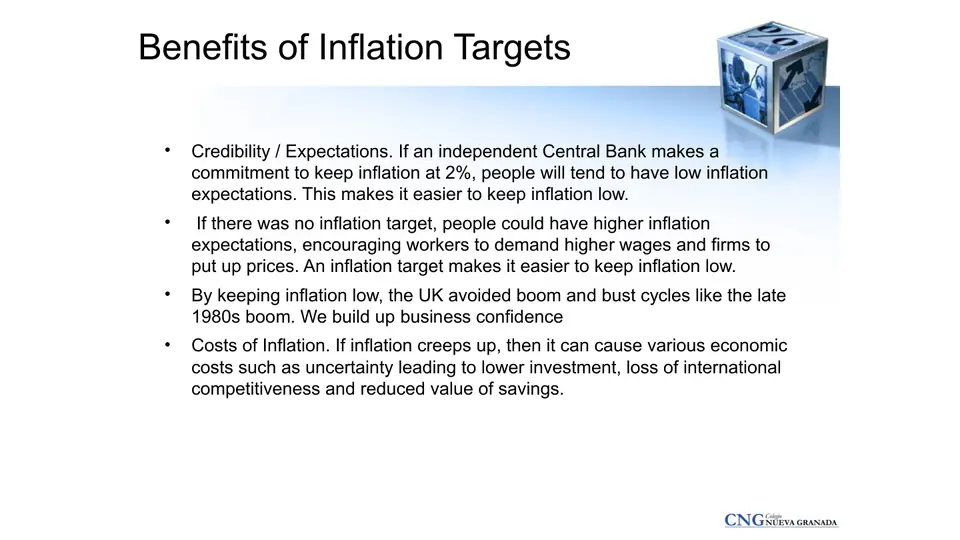 Benefits of Inflation Targets
%
• Credibility / Expectations. If an independent Central Bank makes a
commitment to keep inflation at 2%, people will tend to have low inflation
expectations. This makes it easier to keep inflation low.
• If there was no inflation target, people could have higher inflation
expectations, encouraging workers to demand higher wages and firms to
put up prices. An inflation target makes it easier to keep inflation low.
• By keeping inflation low, the UK avoided boom and bust cycles like the late
1980s boom. We build up business confidence
• Costs of Inflation. If inflation creeps up, then it can cause various economic
costs such as uncertainty leading to lower investment, loss of international
competitiveness and reduced value of savings.
CNG Colegio
NUEVA GRANADA